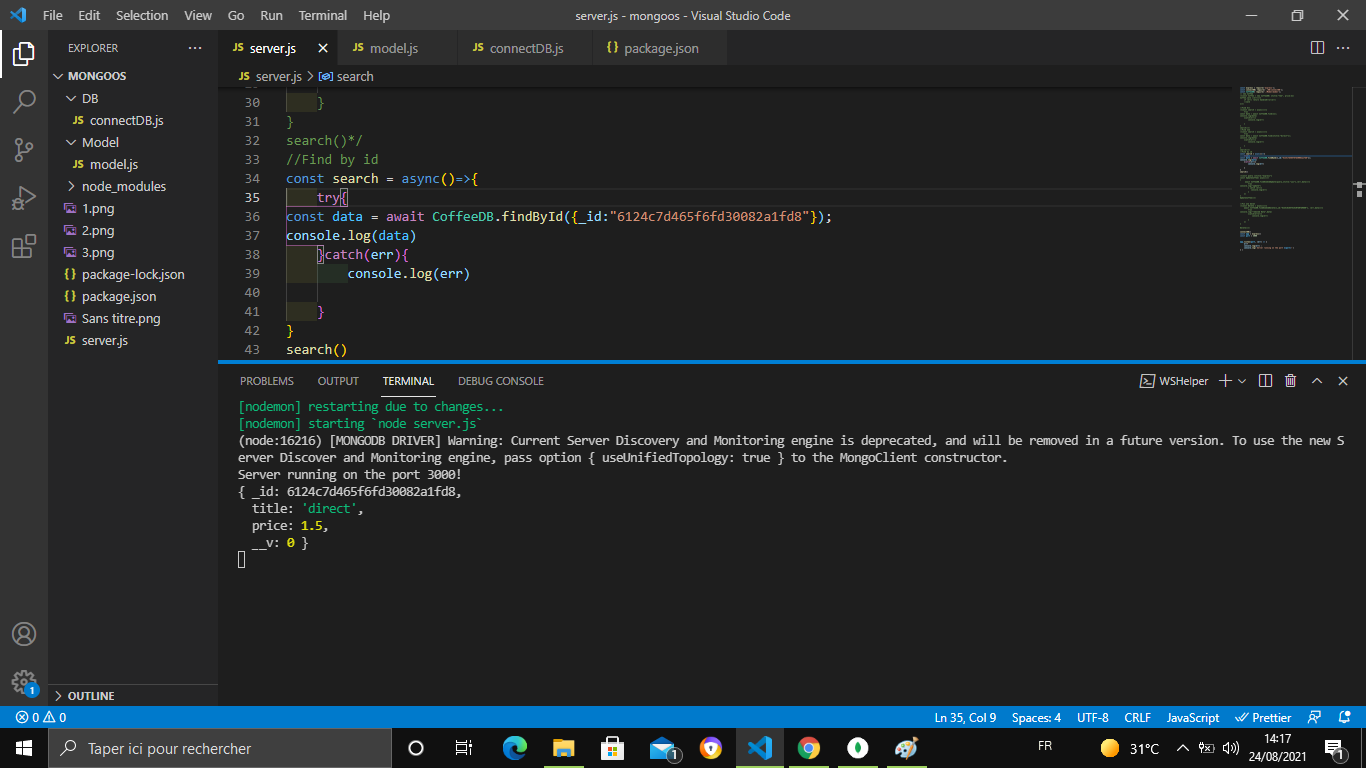 File Edit Selection View Go Run Terminal Help server.js - mongoos - Visual Studio Code
EXPLORER
MONGOOS
DB
JS connectDB.js
Model
JS model.js
node_modules
1.png
2.png
3.png
{} package-lock.json
{} package.json
Sans titre.png
JS server.js
OUTLINE
JS server.js JS model.js JS connectDB.js {} package.json
JS server.js > search
30 }
31 }
32 search()*/
33 //Find by id
34 const search = async()=>{
35 try{
36 const data = await CoffeeDB.findById({_id:"6124c7d465f6fd30082a1fd8"});
37 console.log(data)
38 }catch(err){
39 console.log(err)
40
41 }
42 }
43 search()
PROBLEMS OUTPUT TERMINAL DEBUG CONSOLE WSHelper
[nodemon] restarting due to changes...
[nodemon] starting `node server.js`
(node:16216) [MONGODB DRIVER] Warning: Current Server Discovery and Monitoring engine is deprecated, and will be removed in a future version. To use the new S
erver Discover and Monitoring engine, pass option { useUnifiedTopology: true } to the MongoClient constructor.
Server running on the port 3000!
{ _id: 6124c7d465f6fd30082a1fd8,
title: 'direct',
price: 1.5,
__v: 0 }
1
0 0 Ln 35, Col 9 Spaces: 4 UTF-8 CRLF JavaScript Prettier
Taper ici pour rechercher 1 FR 31°C 14:17
24/08/2021 1